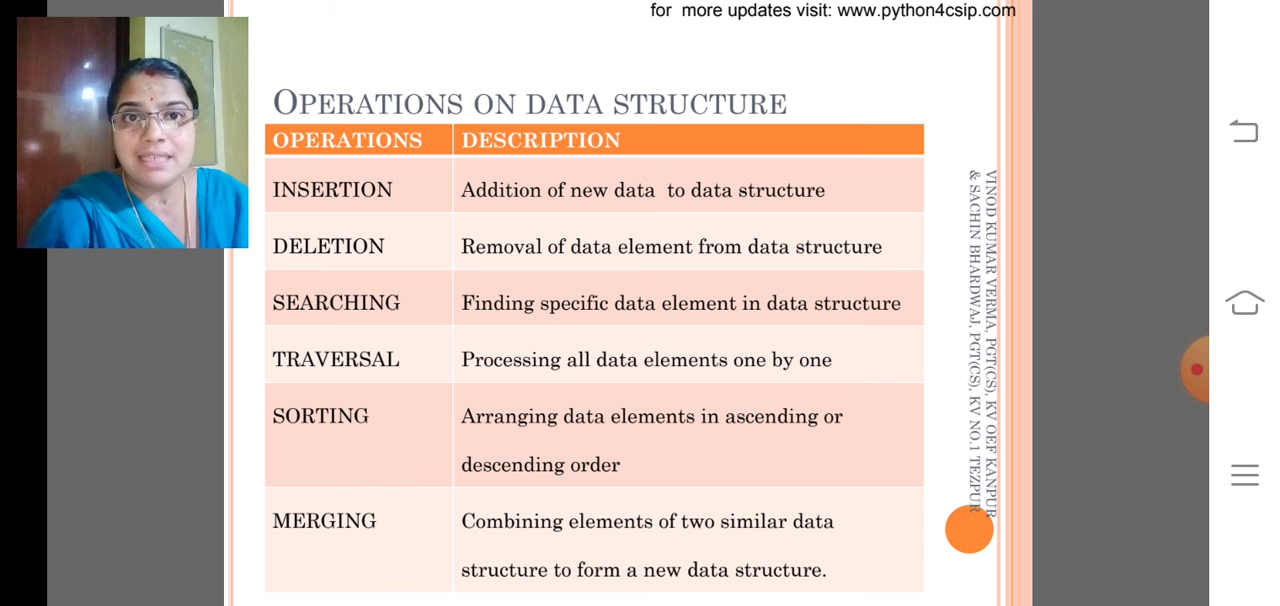 for more updates visit: www.python4csip.com
OPERATIONS ON DATA STRUCTURE
OPERATIONS DESCRIPTION
INSERTION Addition of new data to data structure
DELETION Removal of data element from data structure
SEARCHING Finding specific data element in data structure
TRAVERSAL Processing all data elements one by one
SORTING Arranging data elements in ascending or
descending order
MERGING Combining elements of two similar data
structure to form a new data structure.
VINOD KUMAR VERMA, PGT(CS), KV OEF KANPUR
& SACHIN BHARDWAJ, PGT(CS), KV NO.1 TEZPUR